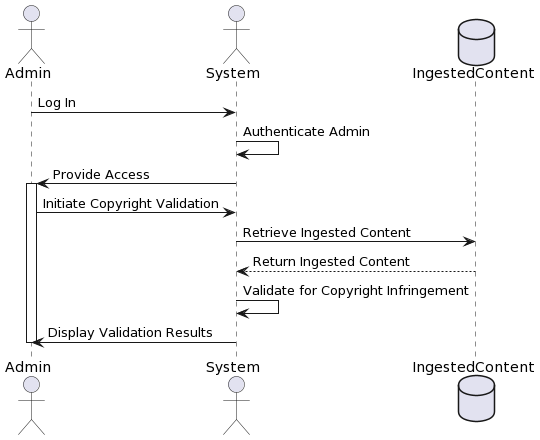 Admin System IngestedContent
Log In
Authenticate Admin
Provide Access
Initiate Copyright Validation
Retrieve Ingested Content
Return Ingested Content
Validate for Copyright Infringement
Display Validation Results
Admin System IngestedContent